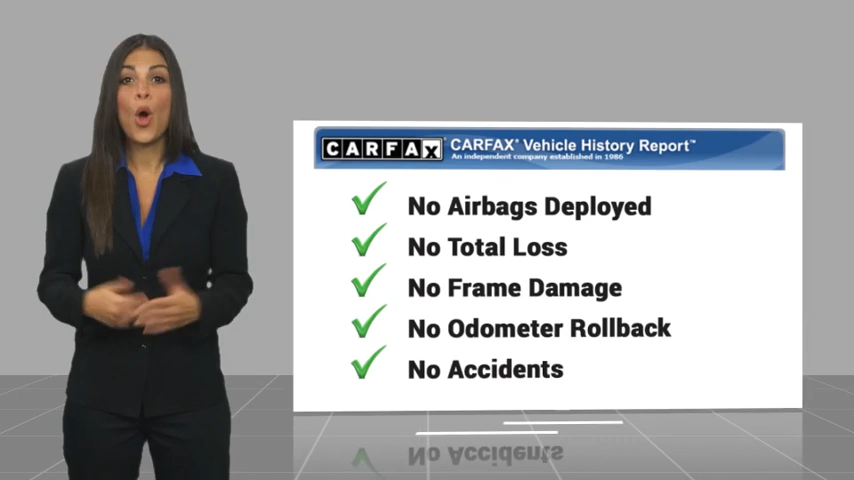 CARFAX
CARFAX® Vehicle History Report™
An independent company established in 1986
No Airbags Deployed
No Total Loss
No Frame Damage
No Odometer Rollback
No Accidents
No Accidents